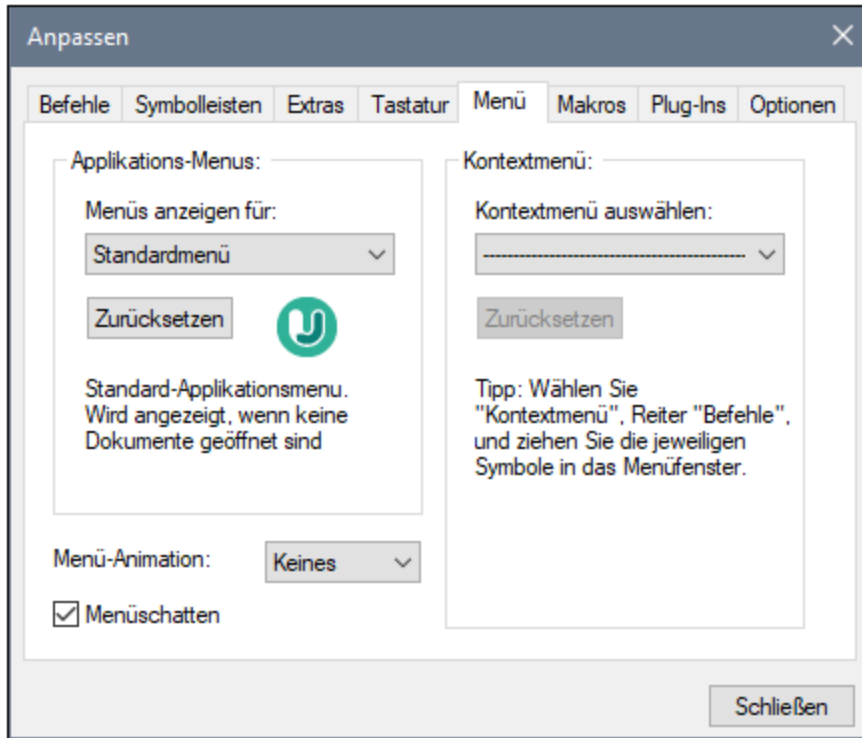 Anpassen
Befehle Symbolleisten Extras Tastatur Menü Makros Plug-Ins Optionen
Applikations-Menus:
Menüs anzeigen für:
Standardmenü
Zurücksetzen
Standard-Applikationsmenu.
Wird angezeigt, wenn keine
Dokumente geöffnet sind
Kontextmenü:
Kontextmenü auswählen:
Zurücksetzen
Tipp: Wählen Sie
"Kontextmenü", Reiter "Befehle",
und ziehen Sie die jeweiligen
Symbole in das Menüfenster.
Menü-Animation: Keines
Menüschatten
Schließen